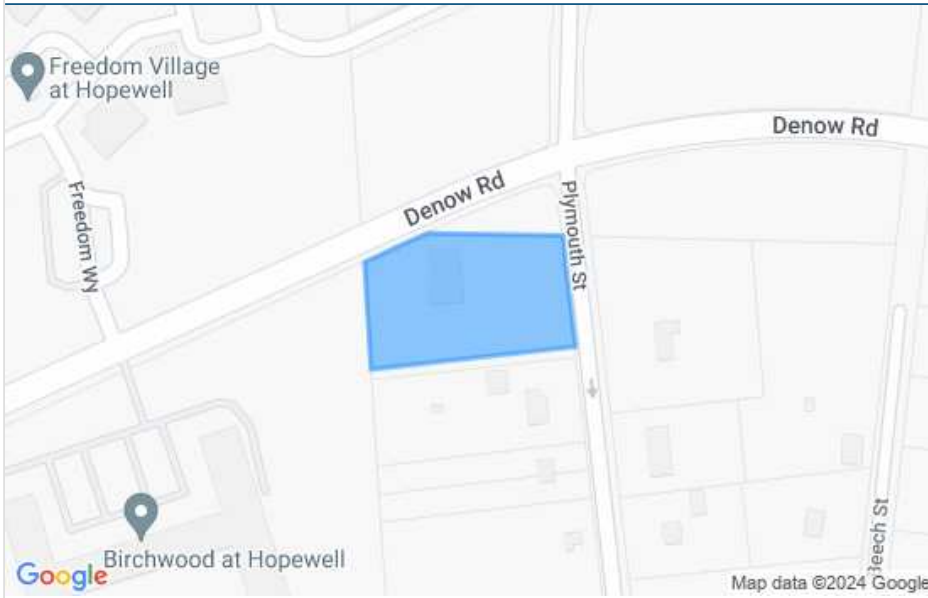 Freedom Village
at Hopewell
Denow Rd
Denow Rd
Plymouth St
Freedom Wy
Beech St
Birchwood at Hopewell
Google
Map data ©2024 Google